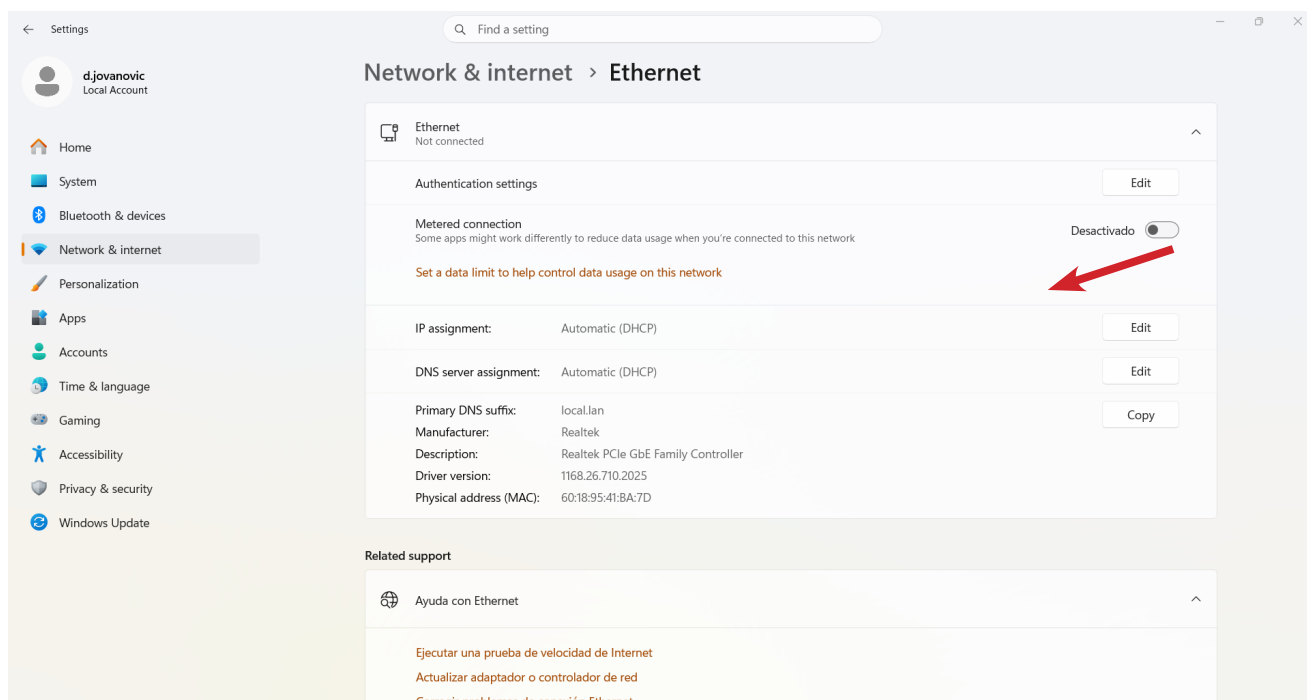 Settings
Find a setting
d.jovanovic
Local Account
Home
System
Bluetooth & devices
Network & internet
Personalization
Apps
Accounts
Time & language
Gaming
Accessibility
Privacy & security
Windows Update
Network & internet > Ethernet
Ethernet
Not connected
Authentication settings Edit
Metered connection
Some apps might work differently to reduce data usage when you're connected to this network
Desactivado
Set a data limit to help control data usage on this network
IP assignment: Automatic (DHCP) Edit
DNS server assignment: Automatic (DHCP) Edit
Primary DNS suffix: local.lan Copy
Manufacturer: Realtek
Description: Realtek PCIe GbE Family Controller
Driver version: 1168.26.710.2025
Physical address (MAC): 60:18:95:41:BA:7D
Related support
Ayuda con Ethernet
Ejecutar una prueba de velocidad de Internet
Actualizar adaptador o controlador de red